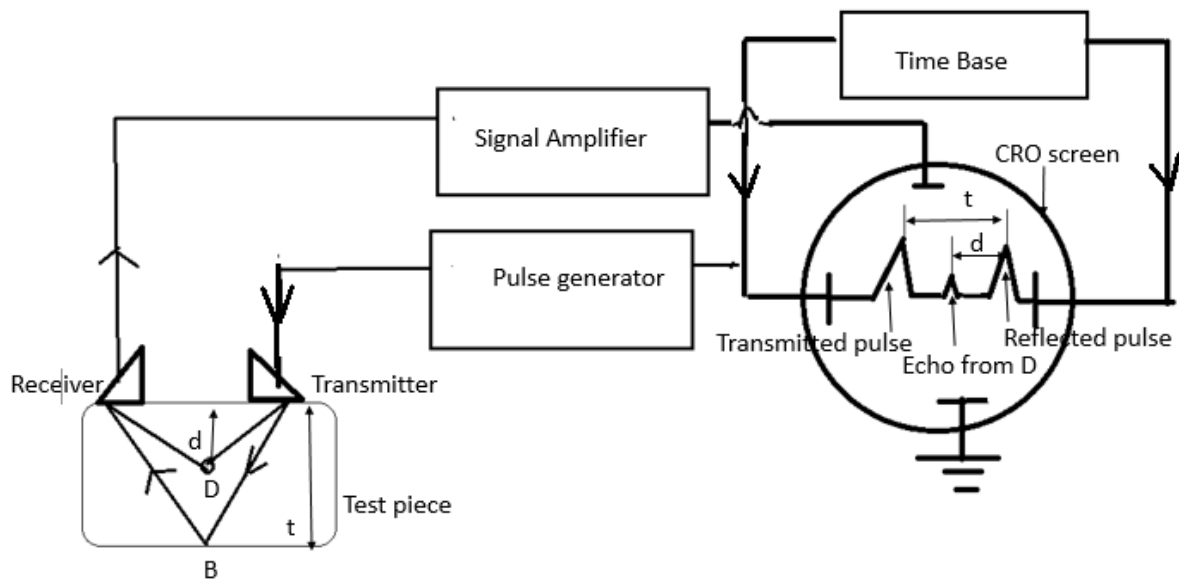 Time Base
Signal Amplifier
CRO screen
t
d
Pulse generator
Transmitted pulse
Reflected pulse
Echo from D
Receiver
Transmitter
d
D
t
Test piece
B